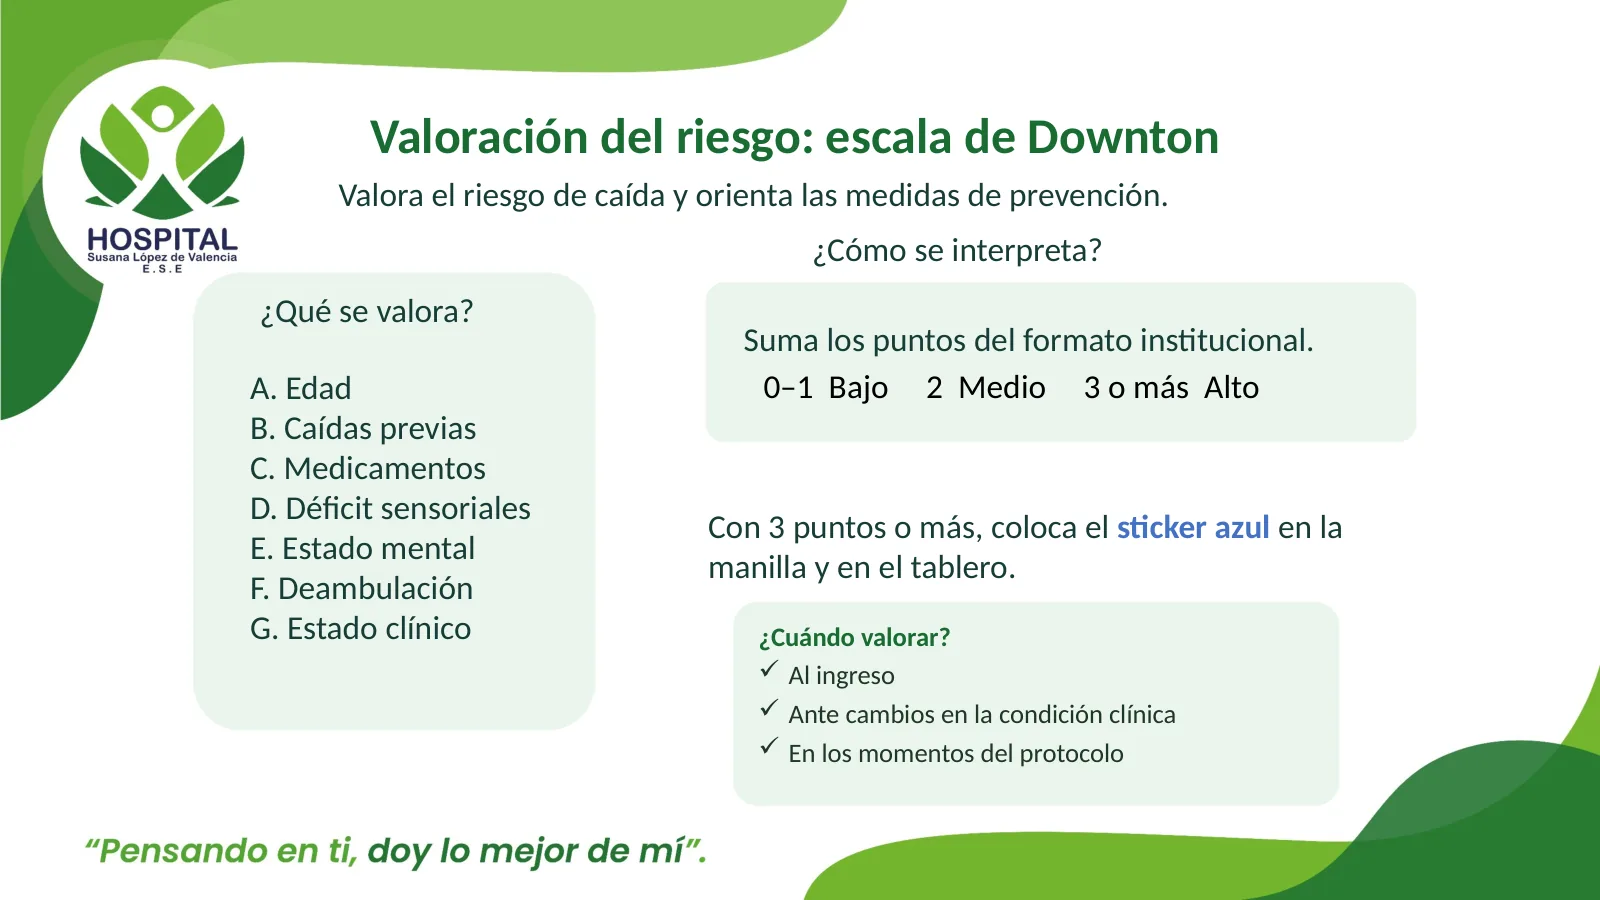 Valoración del riesgo: escala de Downton
Valora el riesgo de caída y orienta las medidas de prevención.
HOSPITAL
Susana López de Valencia
E.S.E
¿Qué se valora?
A. Edad
B. Caídas previas
C. Medicamentos
D. Déficit sensoriales
E. Estado mental
F. Deambulación
G. Estado clínico
¿Cómo se interpreta?
Suma los puntos del formato institucional.
0–1 Bajo 2 Medio 3 o más Alto
Con 3 puntos o más, coloca el sticker azul en la
manilla y en el tablero.
¿Cuándo valorar?
✓ Al ingreso
✓ Ante cambios en la condición clínica
✓ En los momentos del protocolo
“Pensando en ti, doy lo mejor de mí”.